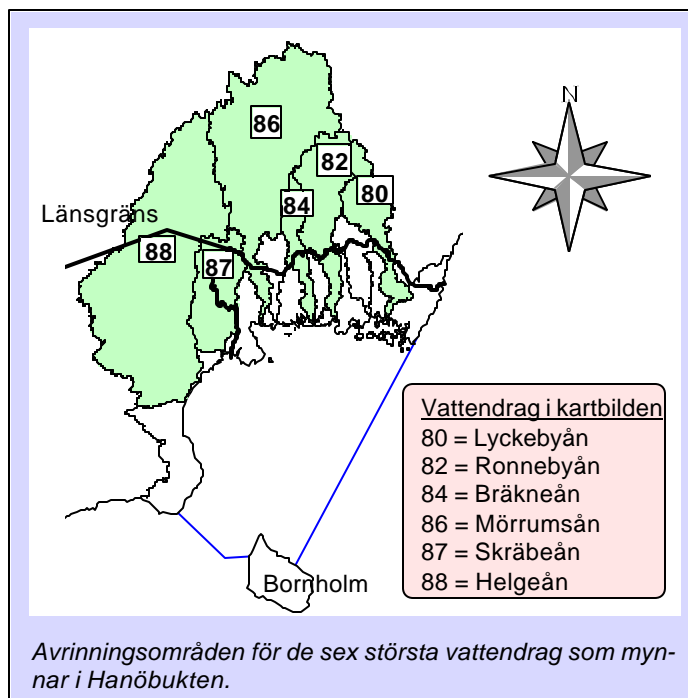 N
86
82
80
84
Länsgräns
88
87
Vattendrag i kartbilden
80 = Lyckebyån
82 = Ronnebyån
84 = Bräkneån
86 = Mörrumsån
87 = Skräbeån
88 = Helgeån
Bornholm
Avrinningsområden för de sex största vattendrag som myn-
nar i Hanöbukten.